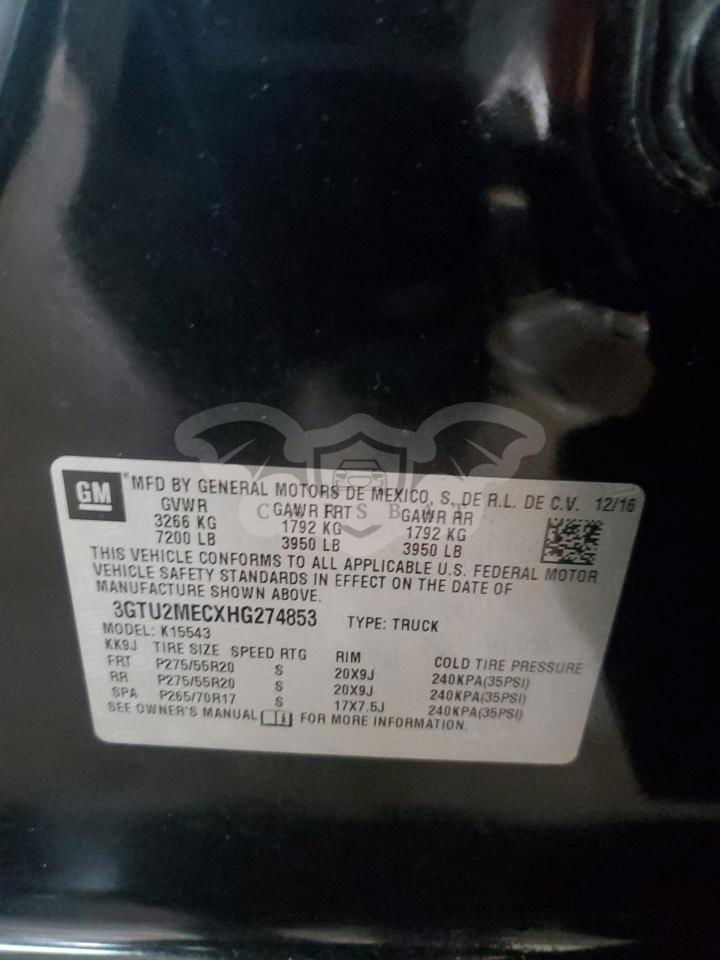 GM
MFD BY GENERAL MOTORS DE MEXICO, S. DE R.L. DE C.V. 12/16
GVWR GAWR FRT GAWR RR
3266 KG 1792 KG 1792 KG
7200 LB 3950 LB 3950 LB
THIS VEHICLE CONFORMS TO ALL APPLICABLE U.S. FEDERAL MOTOR
VEHICLE SAFETY STANDARDS IN EFFECT ON THE DATE OF
MANUFACTURE SHOWN ABOVE.
3GTU2MECXHG274853 TYPE: TRUCK
MODEL: K15543
KK9J TIRE SIZE SPEED RTG RIM COLD TIRE PRESSURE
FRT P275/55R20 S 20X9J 240KPA(35PSI)
RR P275/55R20 S 20X9J 240KPA(35PSI)
SPA P265/70R17 S 17X7.5J 240KPA(35PSI)
SEE OWNER'S MANUAL FOR MORE INFORMATION.